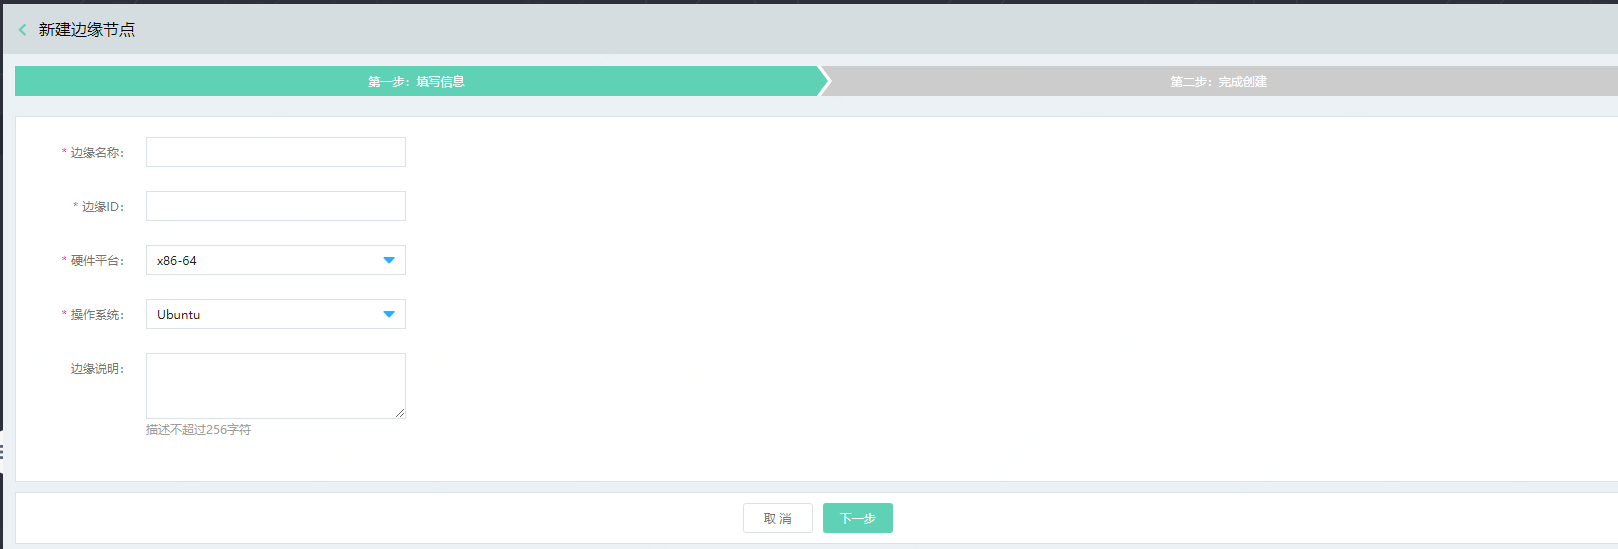 新建边缘节点
第一步：填写信息
第二步：完成创建
* 边缘名称：
* 边缘ID：
* 硬件平台：
x86-64
* 操作系统：
Ubuntu
边缘说明：
描述不超过256字符
取 消
下一步